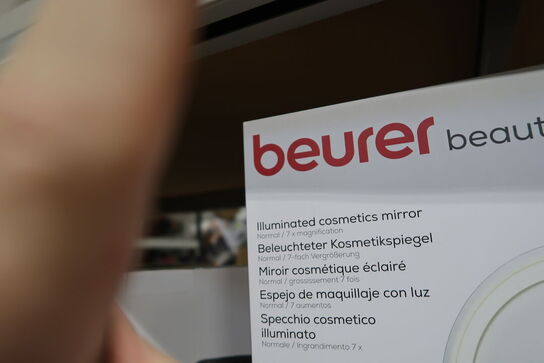 beurer beaut
Illuminated cosmetics mirror
Normal / 7 x magnification
Beleuchteter Kosmetikspiegel
Normal / 7-fach Vergrößerung
Miroir cosmétique éclairé
Normal / grossissement 7 fois
Espejo de maquillaje con luz
Normal / 7 aumentos
Specchio cosmetico
illuminato
Normale / Ingrandimento 7 x